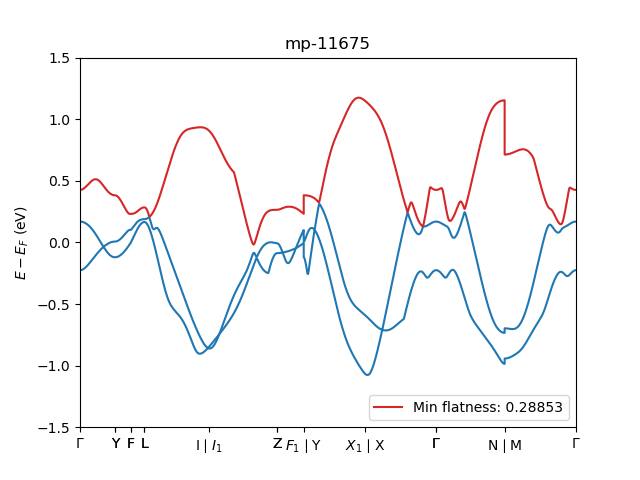 mp-11675
E − E_F (eV)
1.5
1.0
0.5
0.0
−0.5
−1.0
−1.5
Min flatness: 0.28853
Γ Y F L I | I₁ Z F₁ | Y X₁ | X Γ N | M Γ